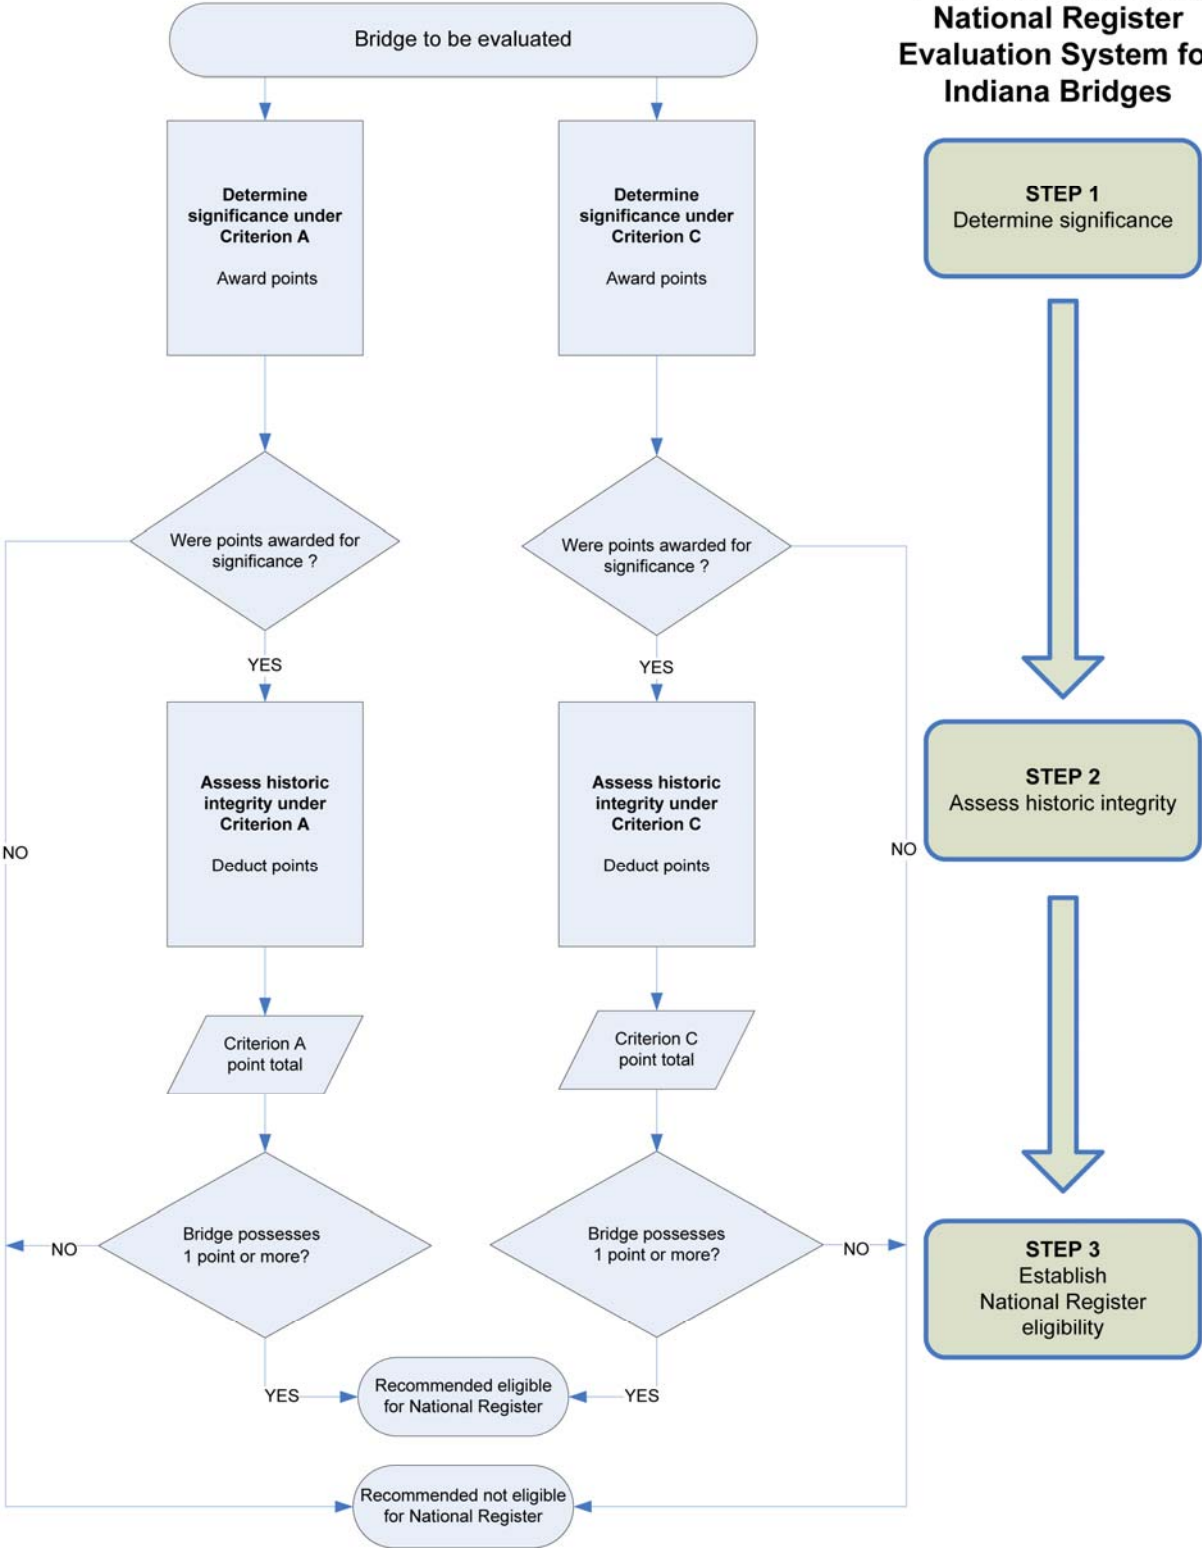 National Register
Evaluation System fo
Indiana Bridges
Bridge to be evaluated
Determine
significance under
Criterion A
Award points
Determine
significance under
Criterion C
Award points
STEP 1
Determine significance
Were points awarded for
significance ?
Were points awarded for
significance ?
YES
YES
Assess historic
integrity under
Criterion A
Deduct points
Assess historic
integrity under
Criterion C
Deduct points
STEP 2
Assess historic integrity
NO
NO
Criterion A
point total
Criterion C
point total
Bridge possesses
1 point or more?
Bridge possesses
1 point or more?
NO
NO
STEP 3
Establish
National Register
eligibility
YES
YES
Recommended eligible
for National Register
Recommended not eligible
for National Register